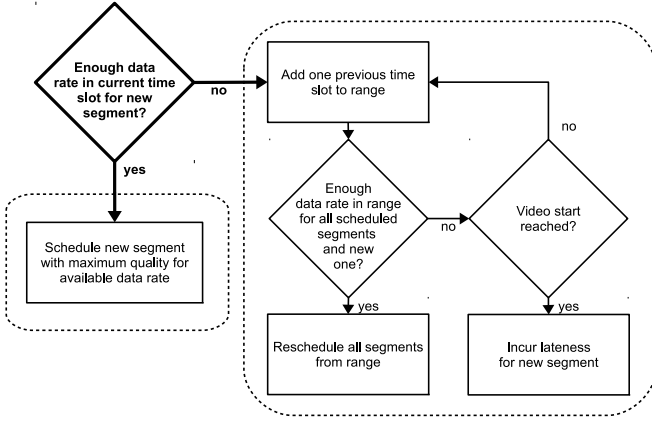 Enough data
rate in current time
slot for new
segment?
no
yes
Schedule new segment
with maximum quality for
available data rate
Add one previous time
slot to range
no
Enough
data rate in range
for all scheduled
segments
and new
one?
no
Video start
reached?
yes
yes
Reschedule all segments
from range
Incur lateness
for new segment